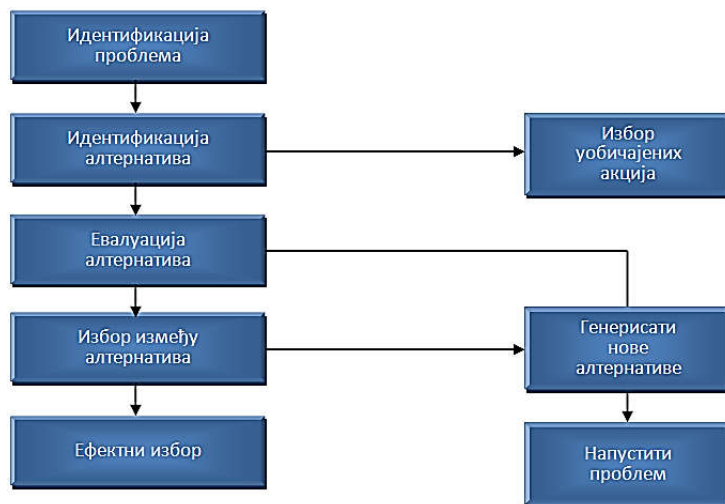 Идентификација
проблема
Идентификација
алтернатива
Избор
уобичајених
акција
Евалуација
алтернатива
Избор између
алтернатива
Генерисати
нове
алтернативе
Ефектни избор
Напустити
проблем